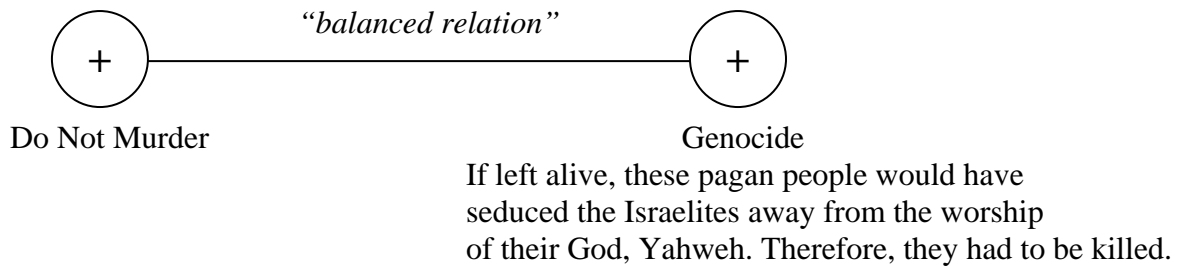 “balanced relation”
+ +
Do Not Murder Genocide
If left alive, these pagan people would have
seduced the Israelites away from the worship
of their God, Yahweh. Therefore, they had to be killed.